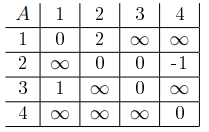 A 1 2 3 4
1 0 2 ∞ ∞
2 ∞ 0 0 -1
3 1 ∞ 0 ∞
4 ∞ ∞ ∞ 0